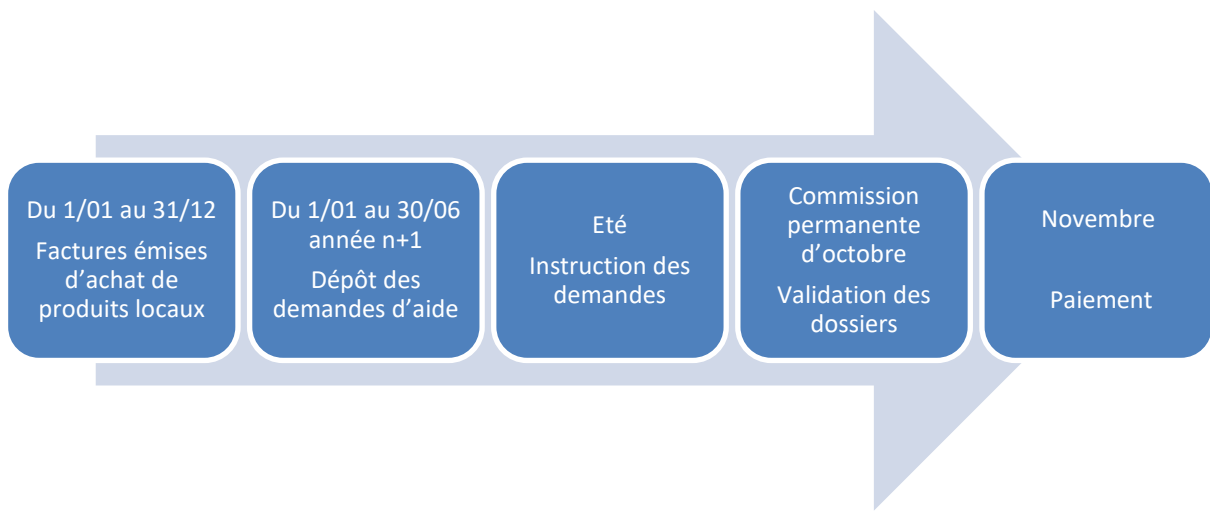 Du 1/01 au 31/12
Factures émises
d'achat de
produits locaux
Du 1/01 au 30/06
année n+1
Dépôt des
demandes d'aide
Eté
Instruction des
demandes
Commission
permanente
d'octobre
Validation des
dossiers
Novembre
Paiement